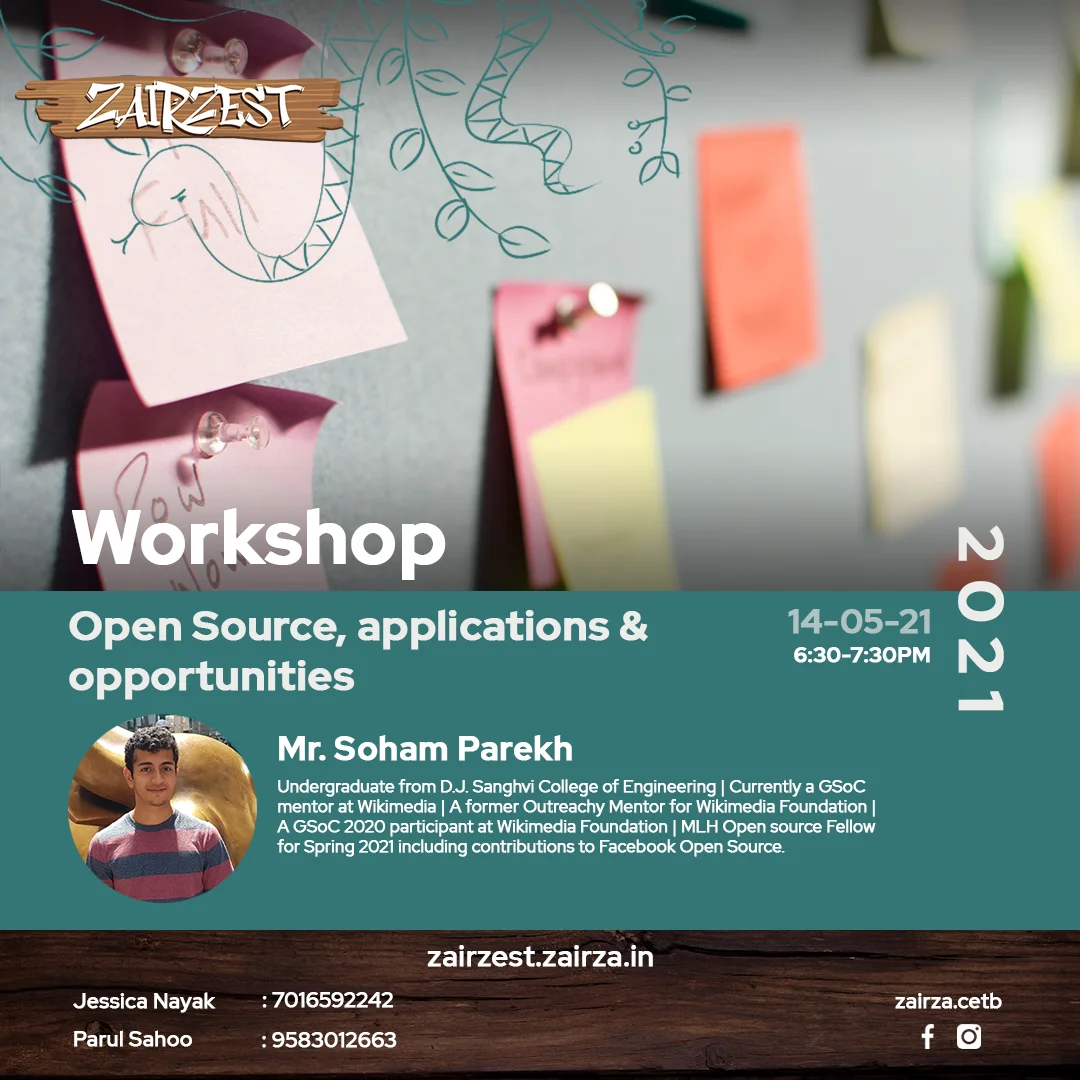 ZAIRZEST
Pow
Wow
Workshop
2021
Open Source, applications &
opportunities
14-05-21
6:30-7:30PM
Mr. Soham Parekh
Undergraduate from D.J. Sanghvi College of Engineering | Currently a GSoC
mentor at Wikimedia | A former Outreachy Mentor for Wikimedia Foundation |
A GSoC 2020 participant at Wikimedia Foundation | MLH Open source Fellow
for Spring 2021 including contributions to Facebook Open Source.
zairzest.zairza.in
Jessica Nayak : 7016592242
Parul Sahoo : 9583012663
zairza.cetb